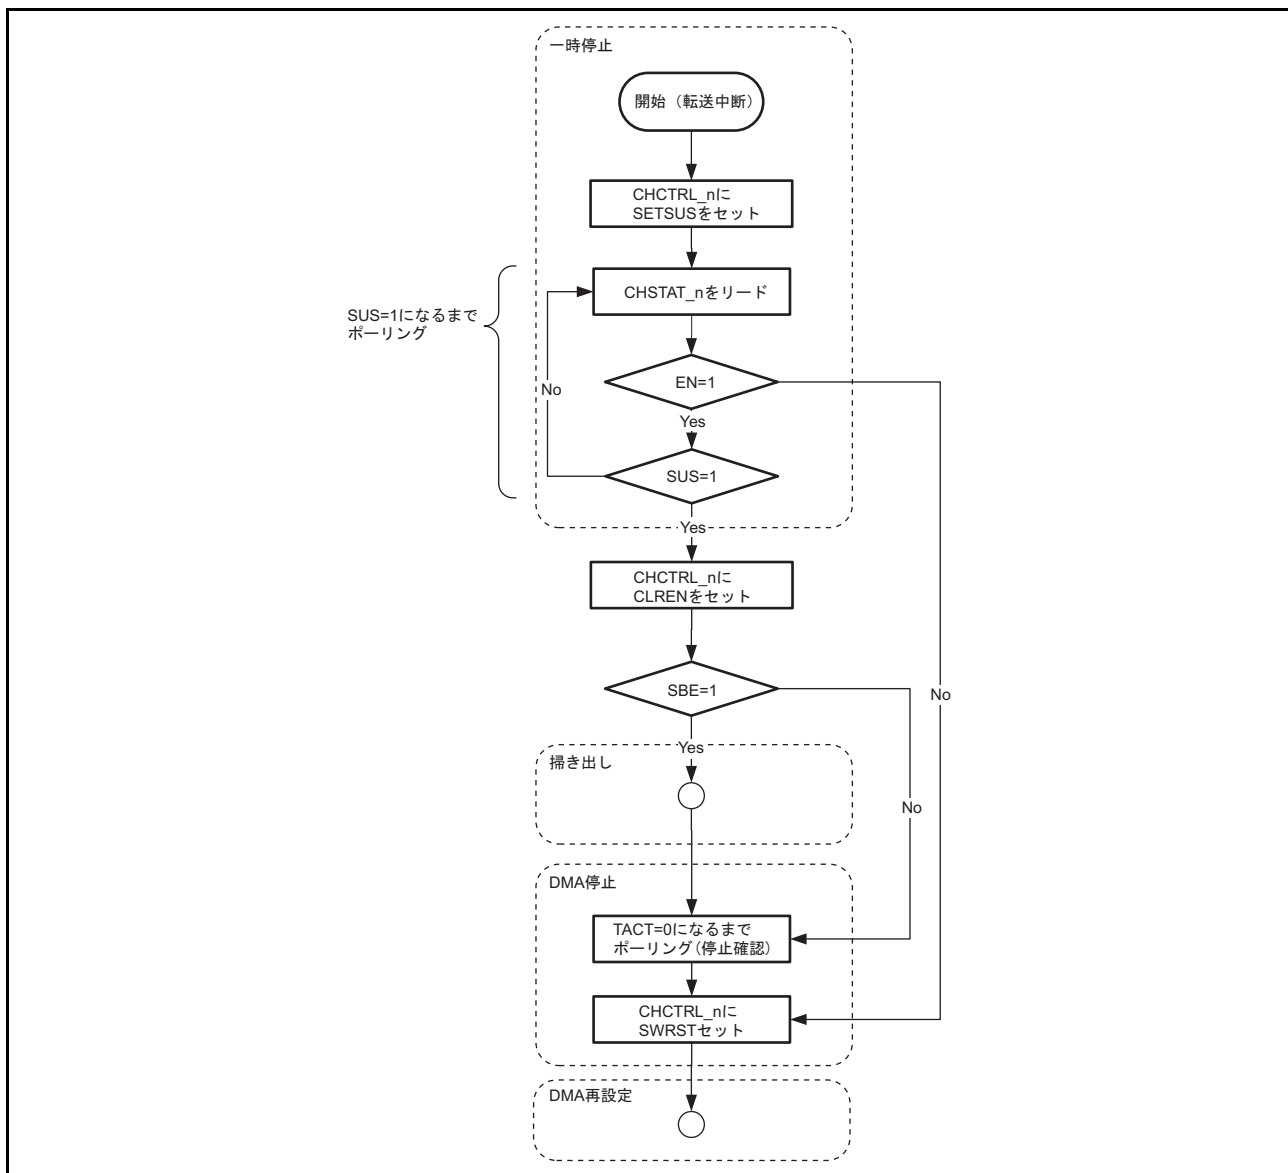 一時停止
開始（転送中断）
CHCTRL_nに
SETSUSをセット
CHSTAT_nをリード
SUS=1になるまで
ポーリング
EN=1
No
Yes
SUS=1
Yes
CHCTRL_nに
CLRENをセット
SBE=1
No
Yes
掃き出し
No
DMA停止
TACT=0になるまで
ポーリング（停止確認）
CHCTRL_nに
SWRSTセット
DMA再設定